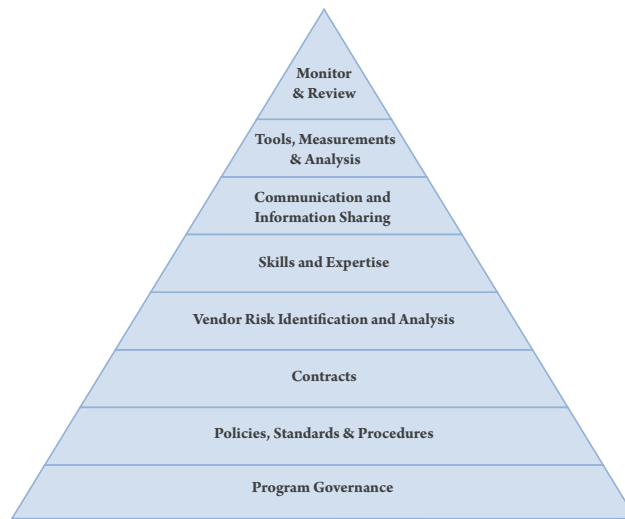 Monitor
& Review
Tools, Measurements
& Analysis
Communication and
Information Sharing
Skills and Expertise
Vendor Risk Identification and Analysis
Contracts
Policies, Standards & Procedures
Program Governance